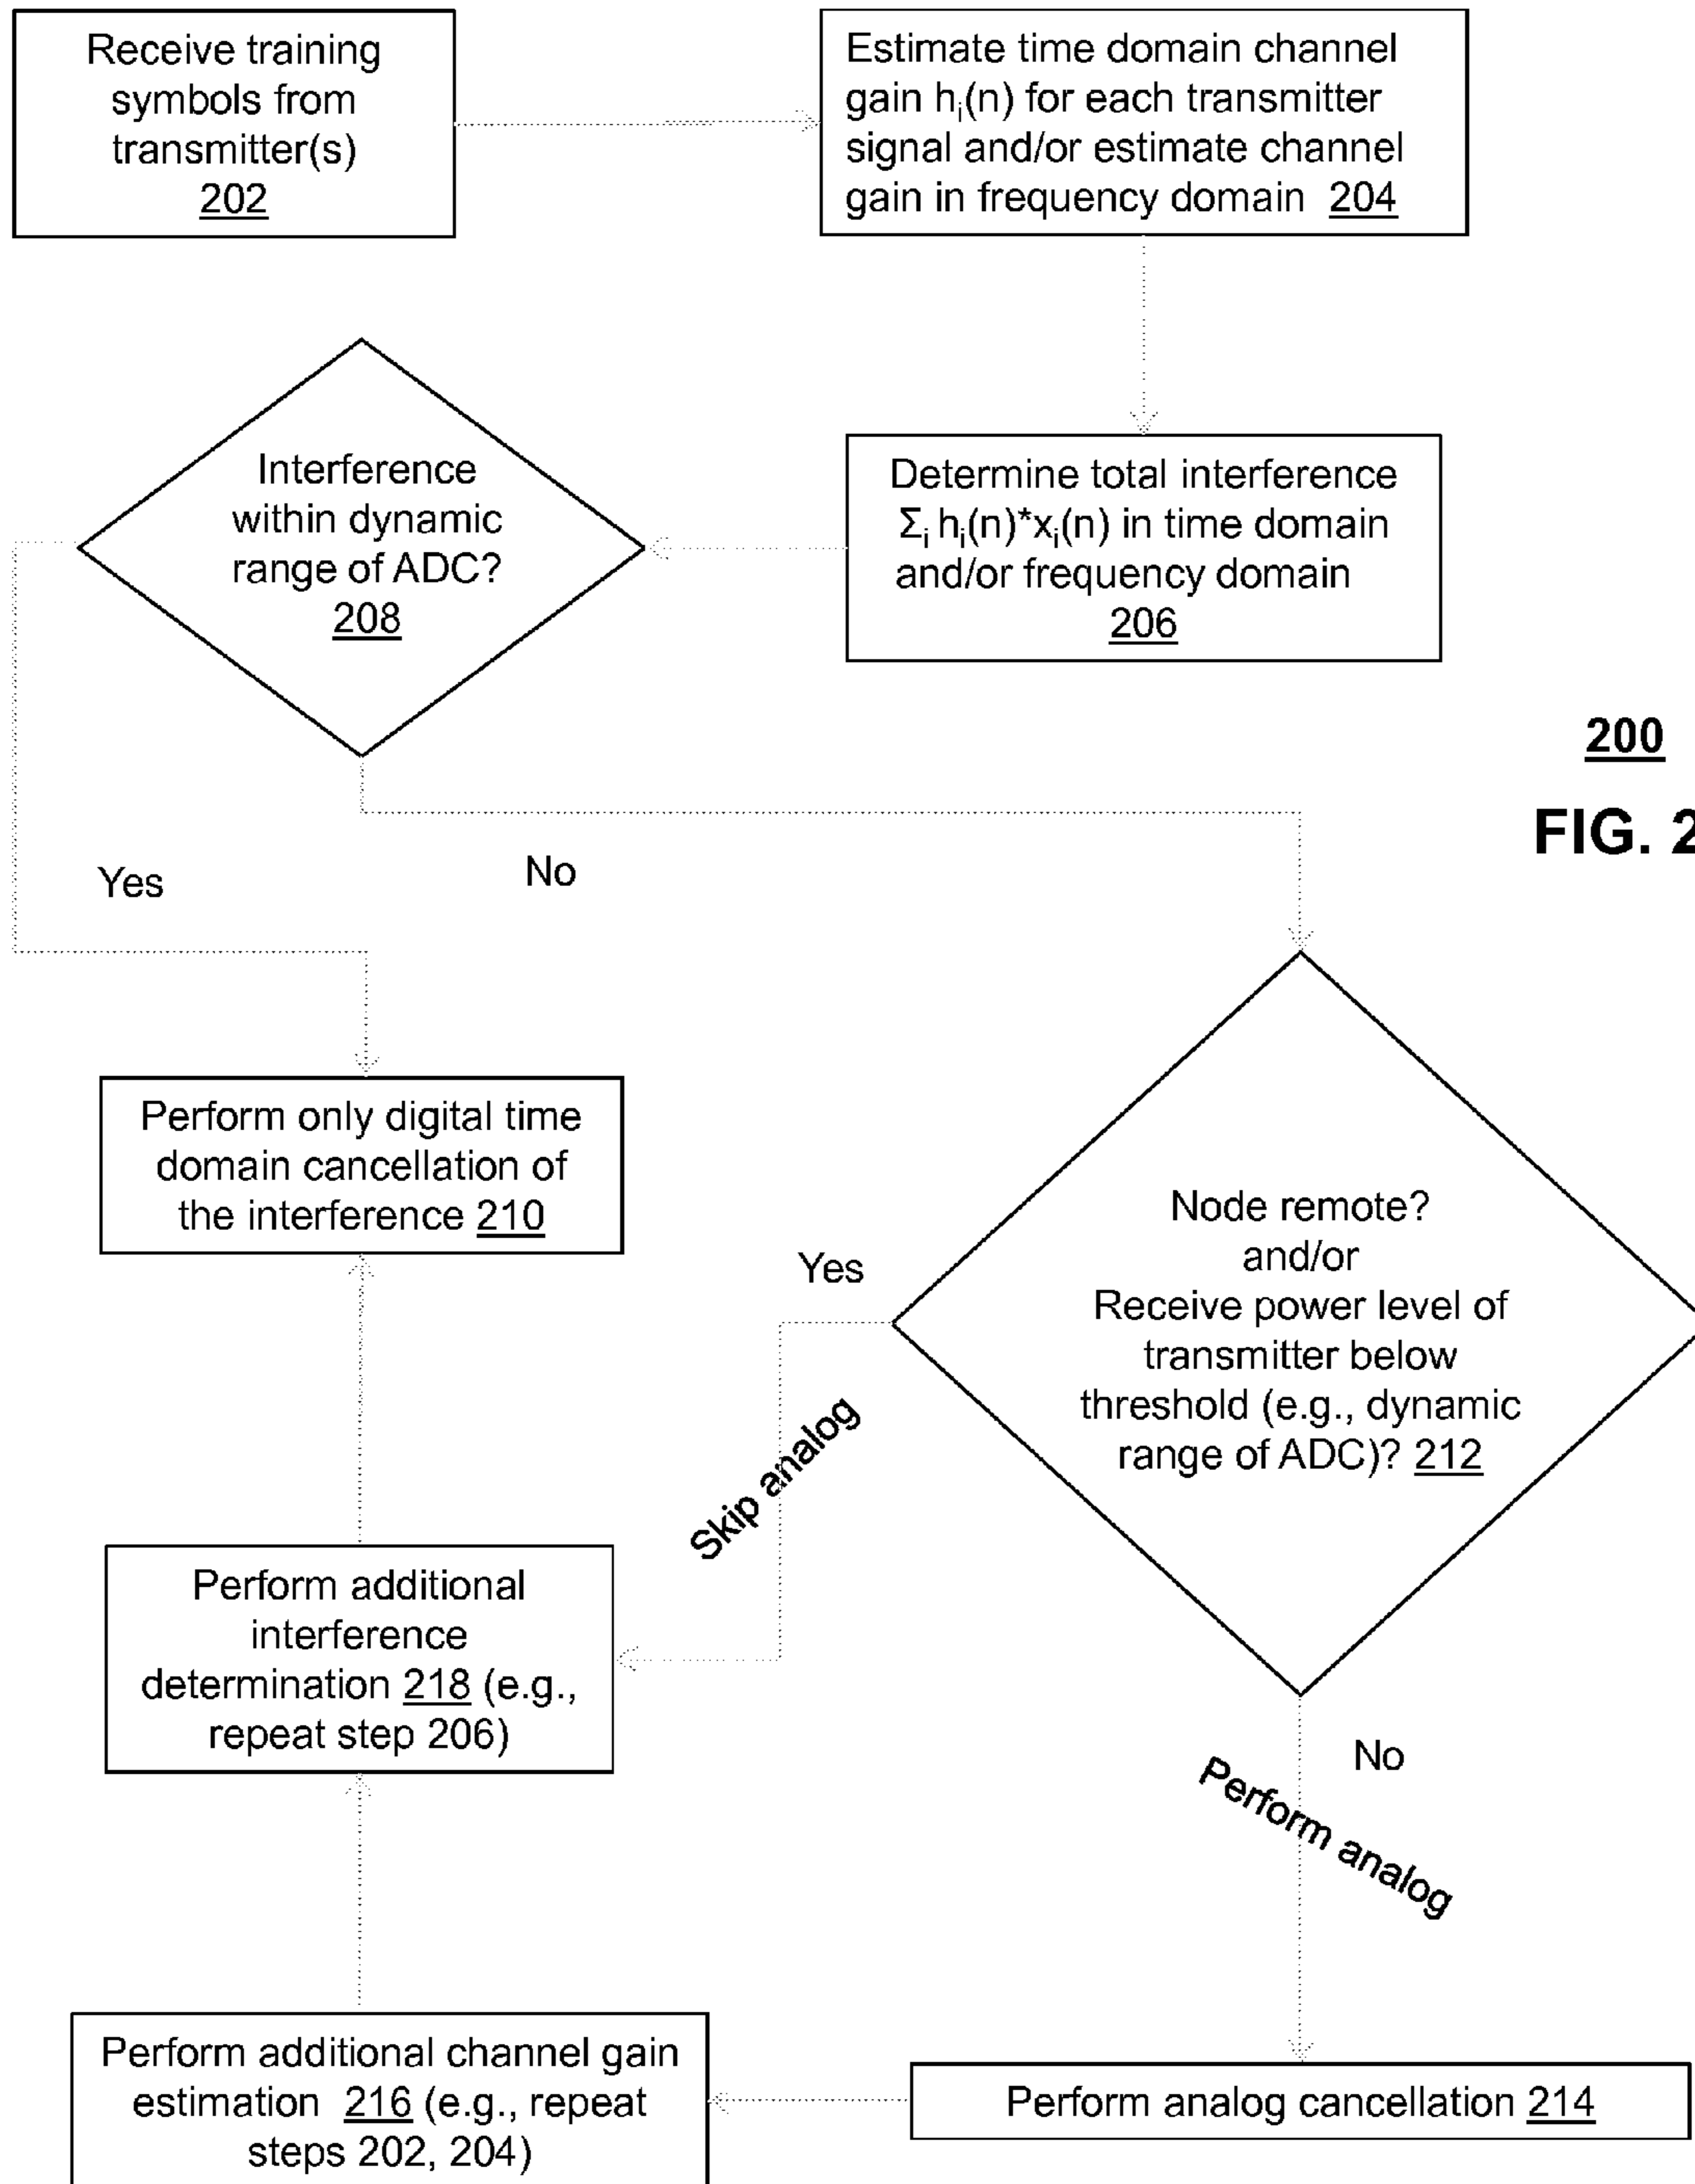 Receive training
symbols from
transmitter(s)
202
Estimate time domain channel
gain hᵢ(n) for each transmitter
signal and/or estimate channel
gain in frequency domain 204
Interference
within dynamic
range of ADC?
208
Determine total interference
Σᵢ hᵢ(n)*xᵢ(n) in time domain
and/or frequency domain
206
200
FIG. 2
Yes
No
Perform only digital time
domain cancellation of
the interference 210
Node remote?
and/or
Receive power level of
transmitter below
threshold (e.g., dynamic
range of ADC)? 212
Yes
Skip analog
Perform additional
interference
determination 218 (e.g.,
repeat step 206)
No
Perform analog
Perform additional channel gain
estimation 216 (e.g., repeat
steps 202, 204)
Perform analog cancellation 214